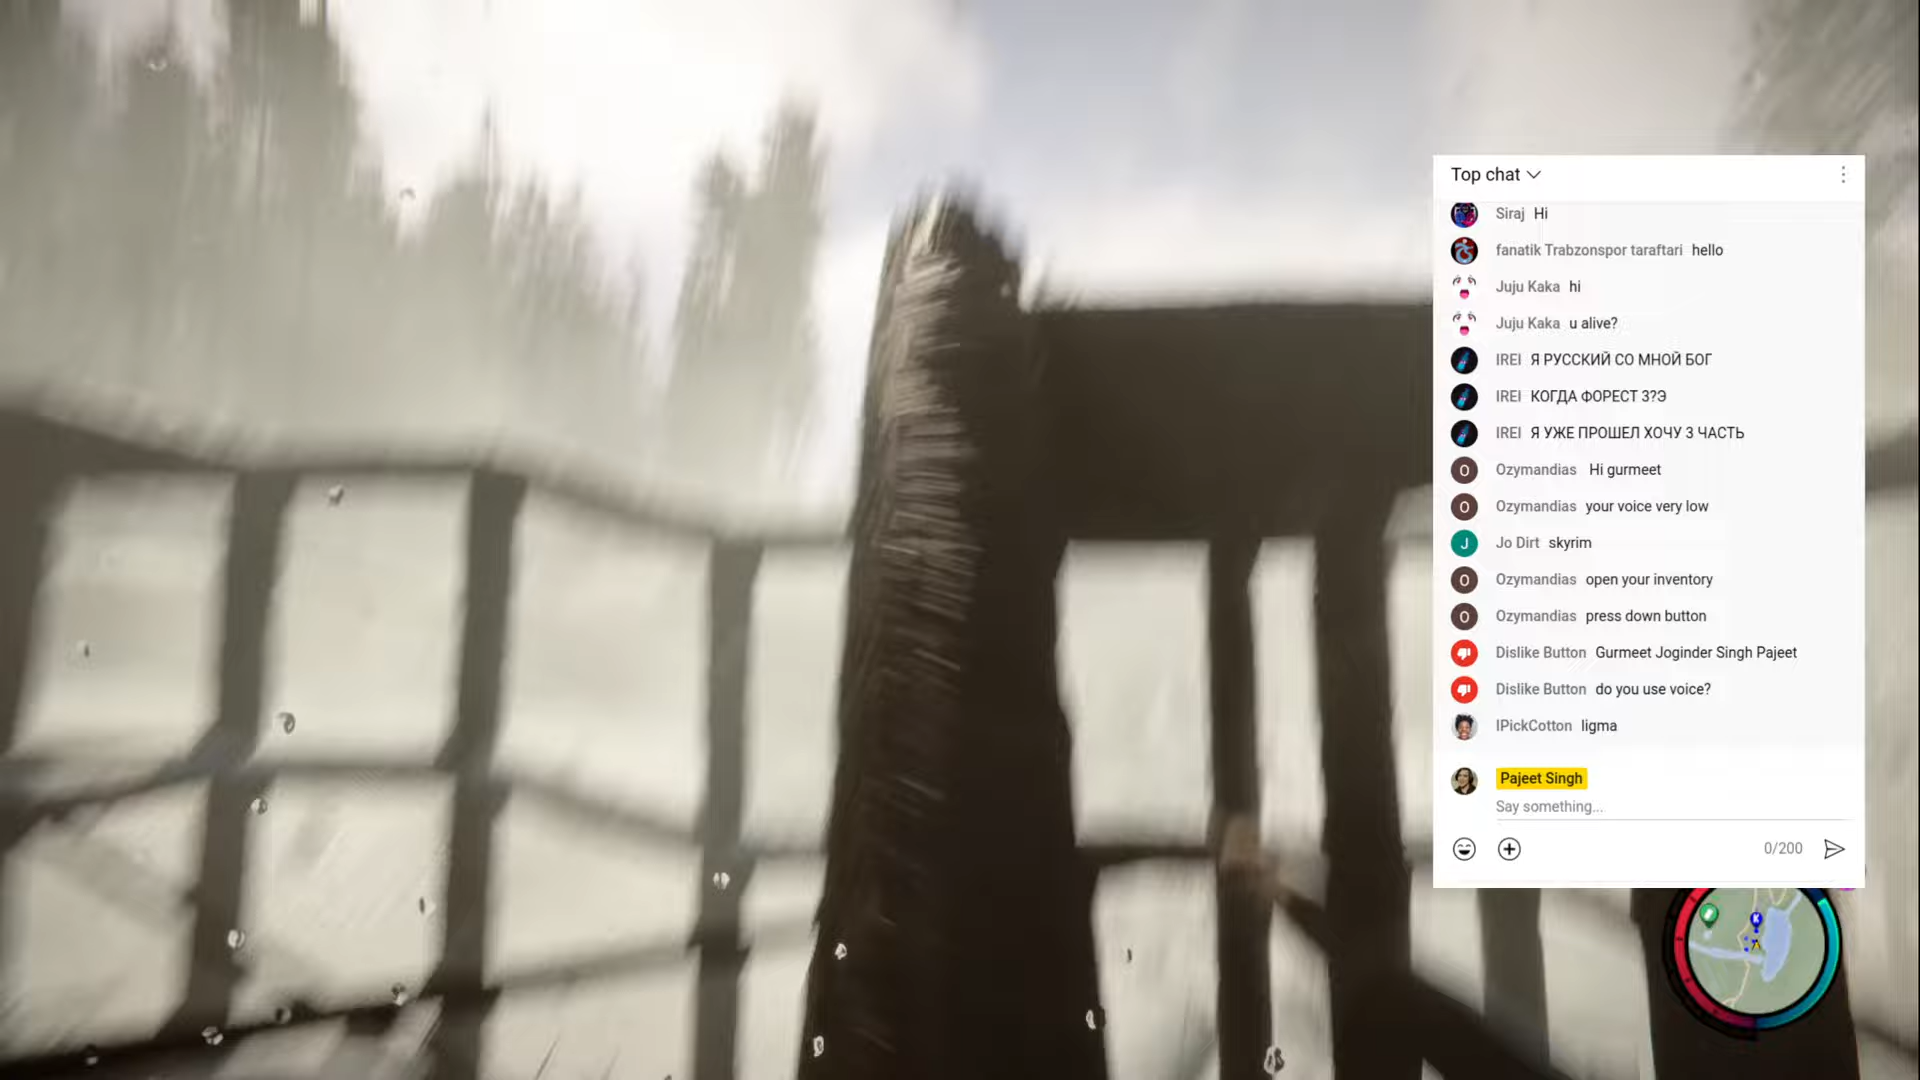 Top chat
Siraj Hi
fanatik Trabzonspor taraftari hello
Juju Kaka hi
Juju Kaka u alive?
IREI Я РУССКИЙ СО МНОЙ БОГ
IREI КОГДА ФОРЕСТ 3?Э
IREI Я УЖЕ ПРОШЕЛ ХОЧУ 3 ЧАСТЬ
O Ozymandias Hi gurmeet
O Ozymandias your voice very low
J Jo Dirt skyrim
O Ozymandias open your inventory
O Ozymandias press down button
Dislike Button Gurmeet Joginder Singh Pajeet
Dislike Button do you use voice?
IPickCotton ligma
Pajeet Singh
Say something...
0/200
K